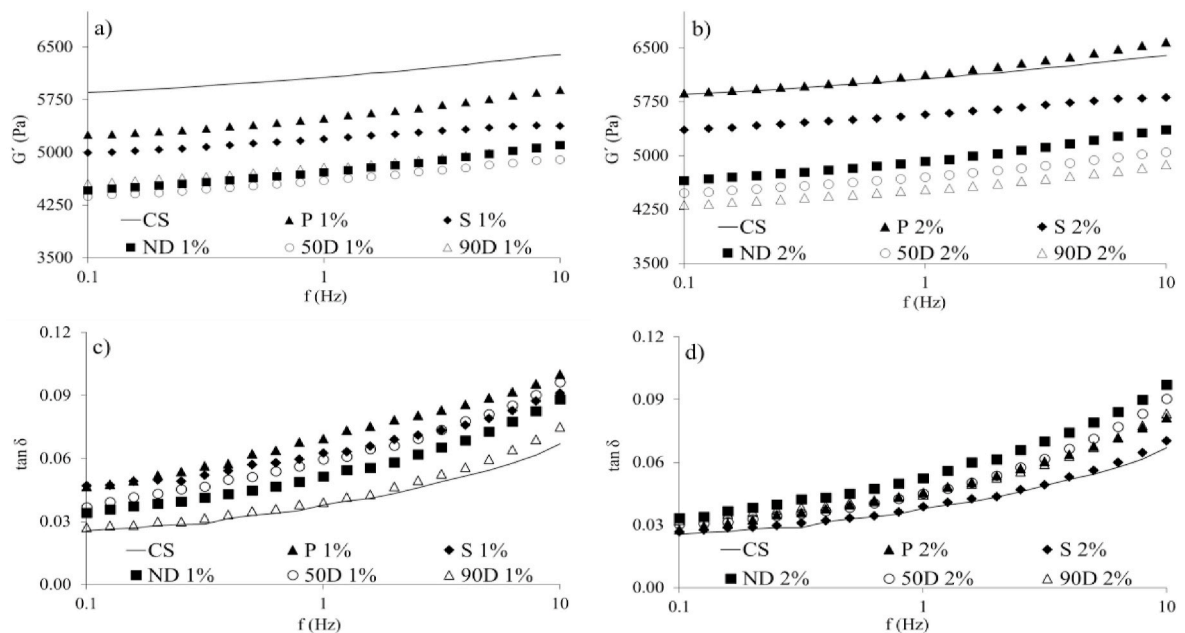 a)
6500
5750
5000
4250
3500
G´ (Pa)
CS P 1% S 1%
ND 1% 50D 1% 90D 1%
0.1 1 10
f (Hz)
b)
6500
5750
5000
4250
3500
G´ (Pa)
CS P 2% S 2%
ND 2% 50D 2% 90D 2%
0.1 1 10
f (Hz)
c)
0.12
0.09
0.06
0.03
0.00
tan δ
CS P 1% S 1%
ND 1% 50D 1% 90D 1%
0.1 1 10
f (Hz)
d)
0.12
0.09
0.06
0.03
0.00
tan δ
CS P 2% S 2%
ND 2% 50D 2% 90D 2%
0.1 1 10
f (Hz)